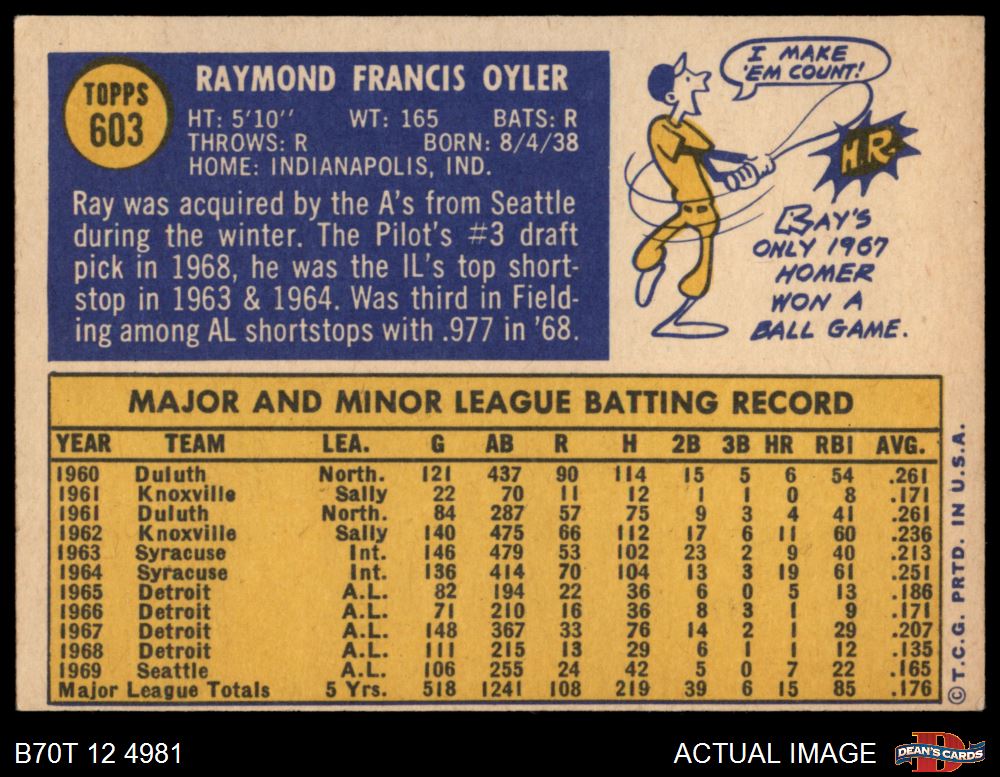 TOPPS
603
RAYMOND FRANCIS OYLER
HT: 5'10" WT: 165 BATS: R
THROWS: R BORN: 8/4/38
HOME: INDIANAPOLIS, IND.
Ray was acquired by the A's from Seattle
during the winter. The Pilot's #3 draft
pick in 1968, he was the IL's top short-
stop in 1963 & 1964. Was third in Field-
ing among AL shortstops with .977 in '68.
I MAKE
'EM COUNT!
H.R.
RAY'S
ONLY 1967
HOMER
WON A
BALL GAME.
MAJOR AND MINOR LEAGUE BATTING RECORD
YEAR TEAM LEA. G AB R H 2B 3B HR RBI AVG.
1960 Duluth North. 121 437 90 114 15 5 6 54 .261
1961 Knoxville Sally 22 70 11 12 1 1 0 8 .171
1961 Duluth North. 84 287 57 75 9 3 4 41 .261
1962 Knoxville Sally 140 475 66 112 17 6 11 60 .236
1963 Syracuse Int. 146 479 53 102 23 2 9 40 .213
1964 Syracuse Int. 136 414 70 104 13 3 19 61 .251
1965 Detroit A.L. 82 194 22 36 6 0 5 13 .186
1966 Detroit A.L. 71 210 16 36 8 3 1 9 .171
1967 Detroit A.L. 148 367 33 76 14 2 1 29 .207
1968 Detroit A.L. 111 215 13 29 6 1 1 12 .135
1969 Seattle A.L. 106 255 24 42 5 0 7 22 .165
Major League Totals 5 Yrs. 518 1241 108 219 39 6 15 85 .176
© T.C.G. PRTD. IN U.S.A.
B70T 12 4981
ACTUAL IMAGE
D
DEAN'S CARDS